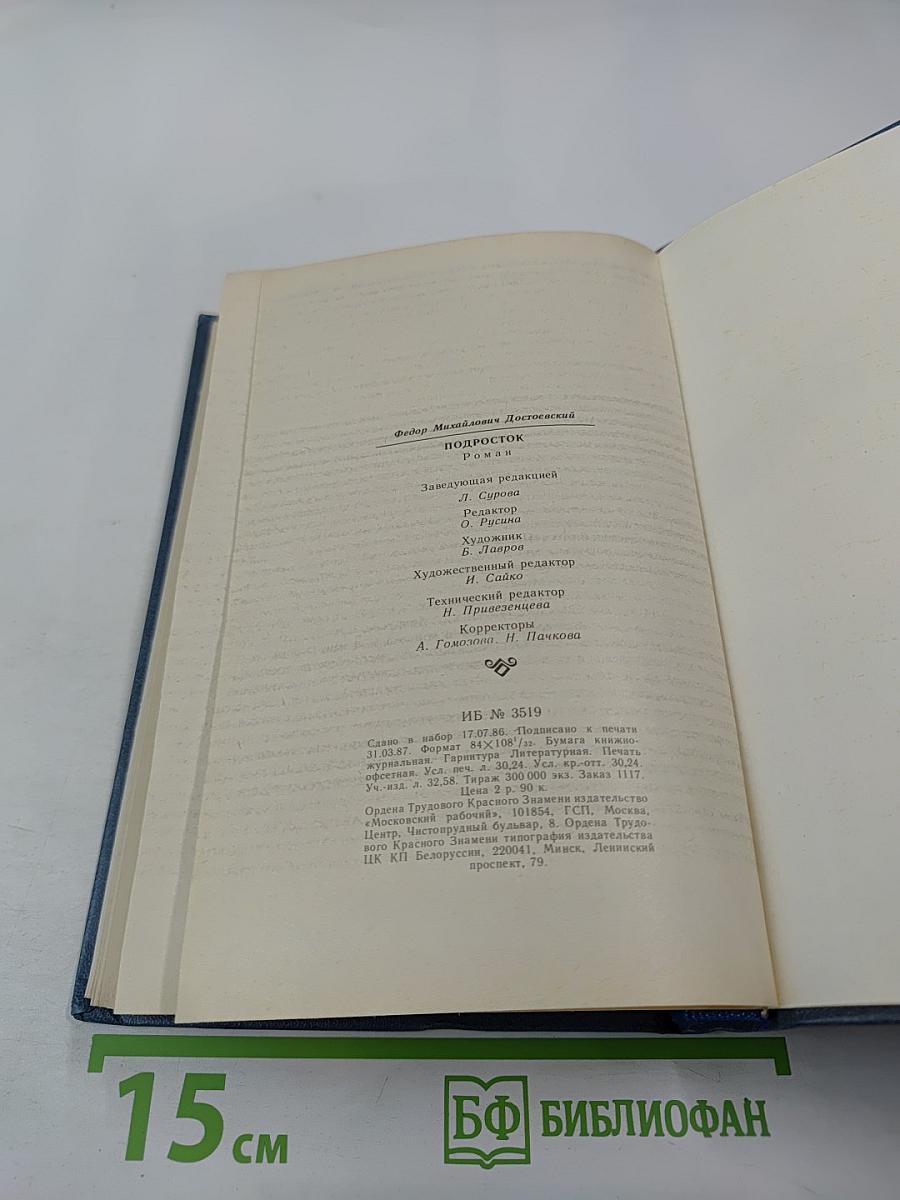 Федор Михайлович Достоевский
ПОДРОСТОК
Роман
Заведующая редакцией
Л. Сурова
Редактор
О. Русина
Художник
Б. Лавров
Художественный редактор
И. Сайко
Технический редактор
Н. Привезенцева
Корректоры
А. Гомозова, Н. Пачкова
ИБ № 3519
Сдано в набор 17.07.86. Подписано к печати
31.03.87. Формат 84×108¹/₃₂. Бумага книжно-
журнальная. Гарнитура Литературная. Печать
офсетная. Усл. печ. л. 30,24. Усл. кр.-отт. 30,24.
Уч.-изд. л. 32,58. Тираж 300 000 экз. Заказ 1117.
Цена 2 р. 90 к.
Ордена Трудового Красного Знамени издательство
«Московский рабочий», 101854, ГСП, Москва,
Центр, Чистопрудный бульвар, 8. Ордена Трудо-
вого Красного Знамени типография издательства
ЦК КП Белоруссии, 220041, Минск, Ленинский
проспект, 79.
15 см
БФ БИБЛИОФАН